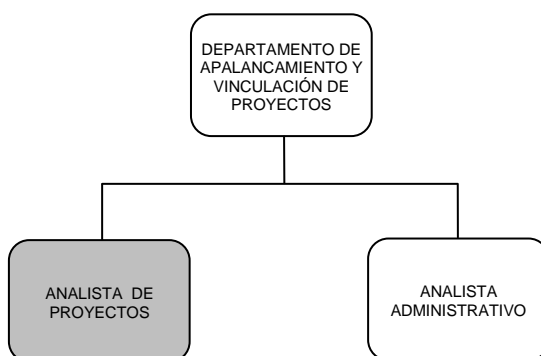 DEPARTAMENTO DE
APALANCAMIENTO Y
VINCULACIÓN DE
PROYECTOS
ANALISTA DE
PROYECTOS
ANALISTA
ADMINISTRATIVO